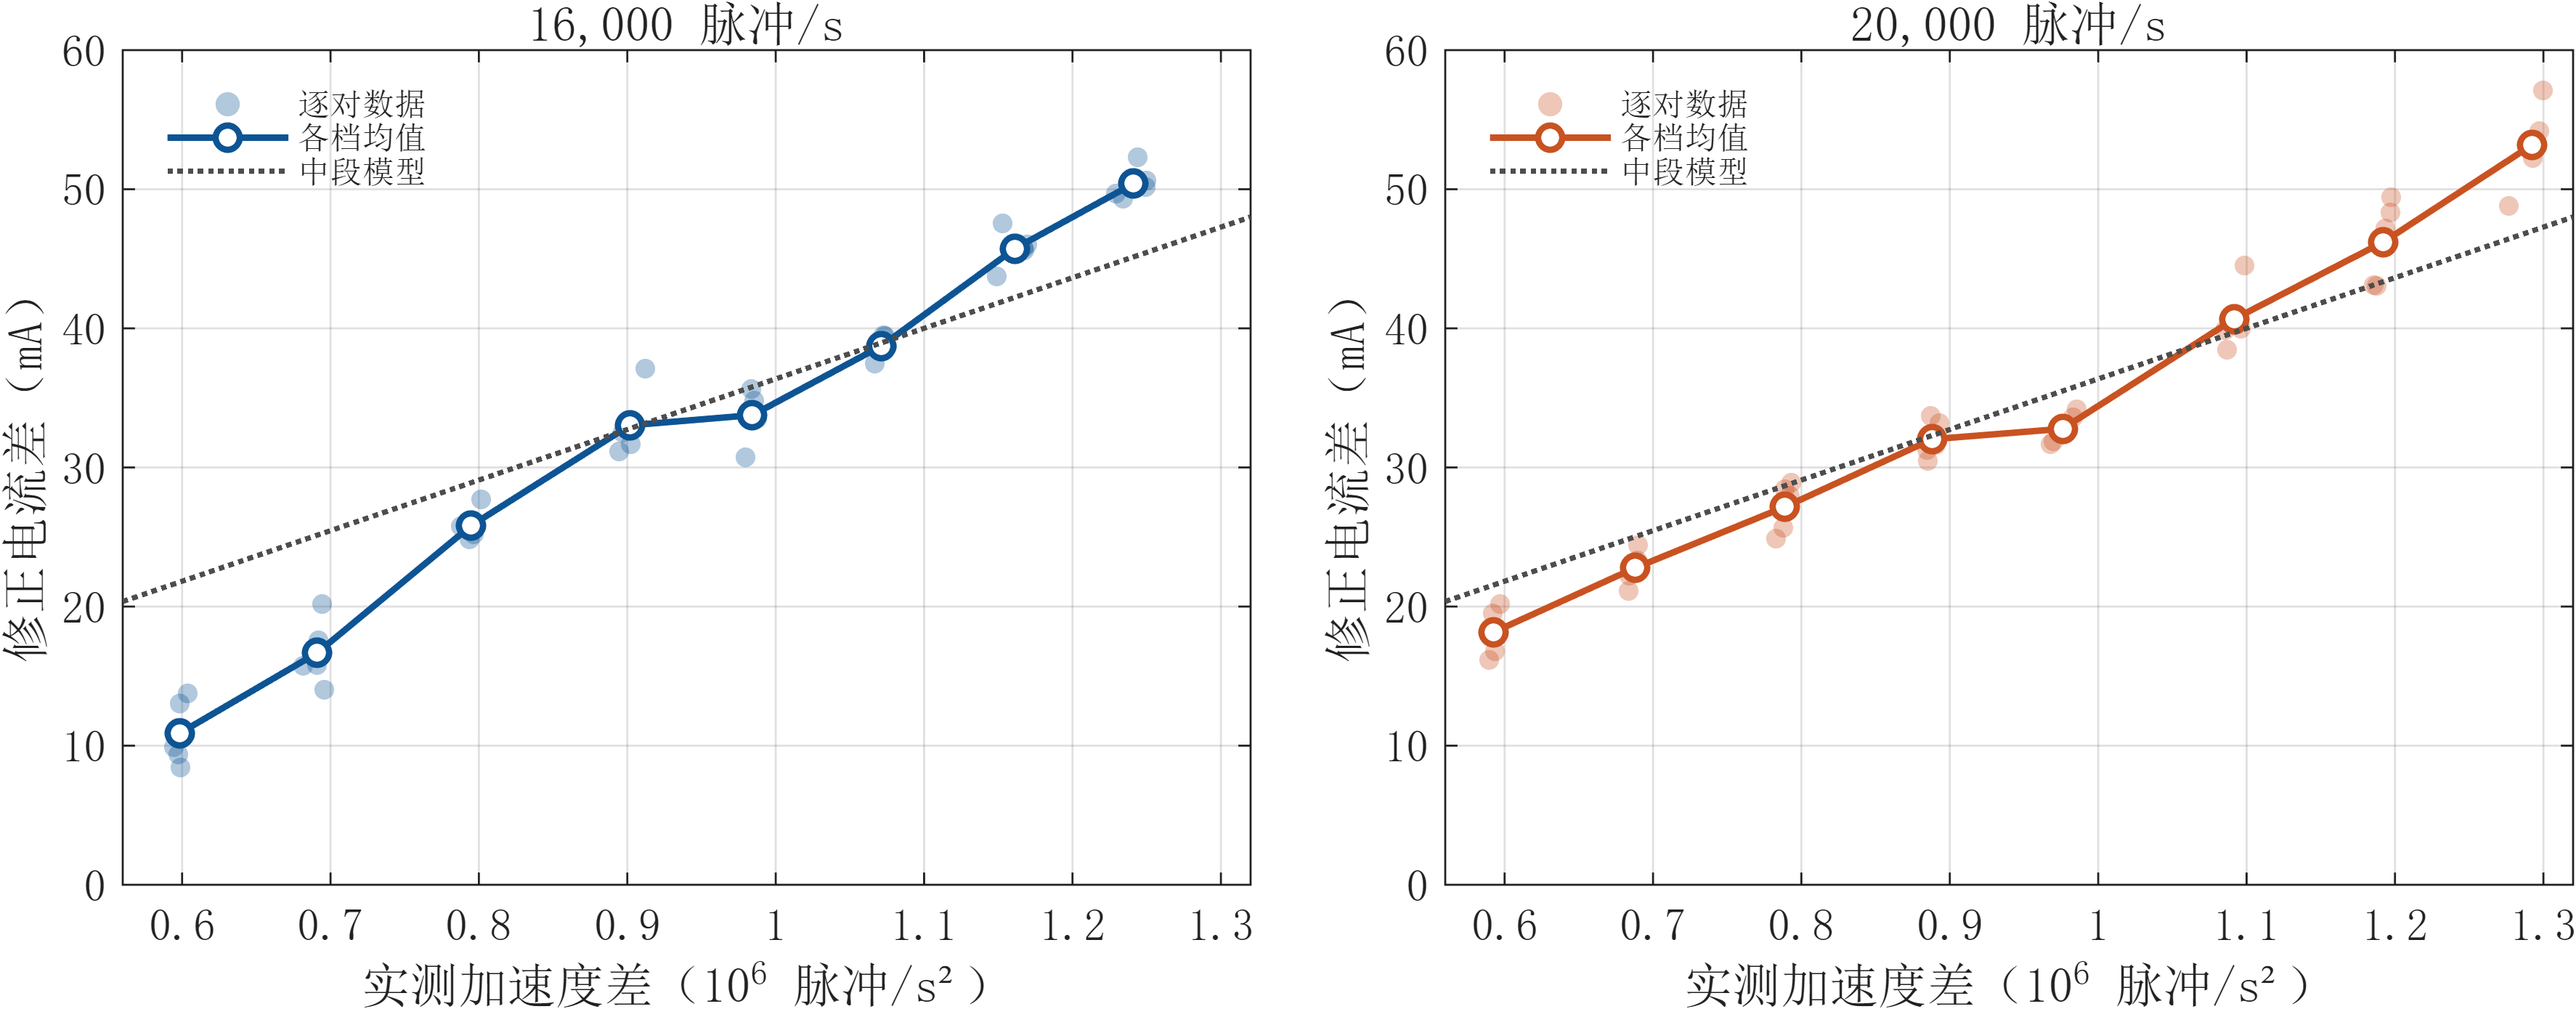 16,000 脉冲/s
60
50
40
30
20
10
0
修正电流差（mA）
逐对数据
各档均值
中段模型
0.6 0.7 0.8 0.9 1 1.1 1.2 1.3
实测加速度差（10⁶ 脉冲/s²）
20,000 脉冲/s
60
50
40
30
20
10
0
修正电流差（mA）
逐对数据
各档均值
中段模型
0.6 0.7 0.8 0.9 1 1.1 1.2 1.3
实测加速度差（10⁶ 脉冲/s²）